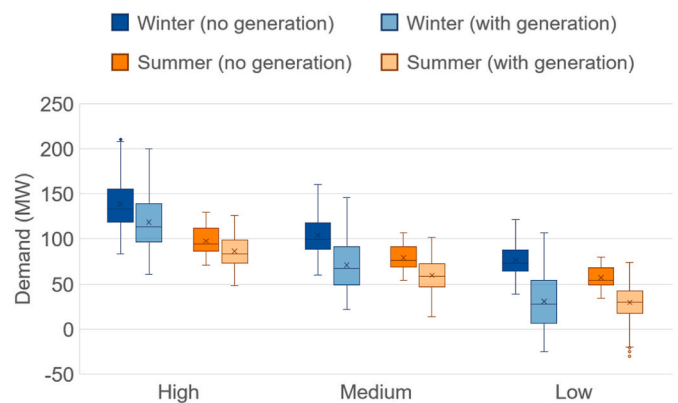 Winter (no generation) Winter (with generation)
Summer (no generation) Summer (with generation)
Demand (MW)
250
200
150
100
50
0
-50
High Medium Low